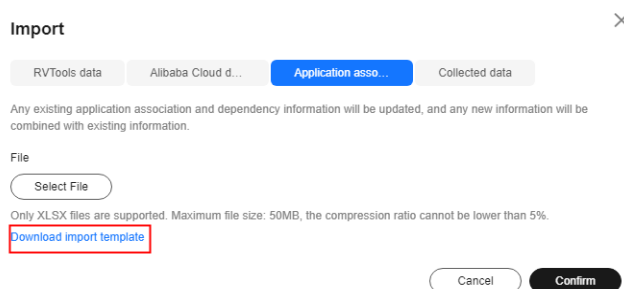 Import
RVTools data
Alibaba Cloud d...
Application asso...
Collected data
Any existing application association and dependency information will be updated, and any new information will be
combined with existing information.
File
Select File
Only XLSX files are supported. Maximum file size: 50MB, the compression ratio cannot be lower than 5%.
Download import template
Cancel
Confirm